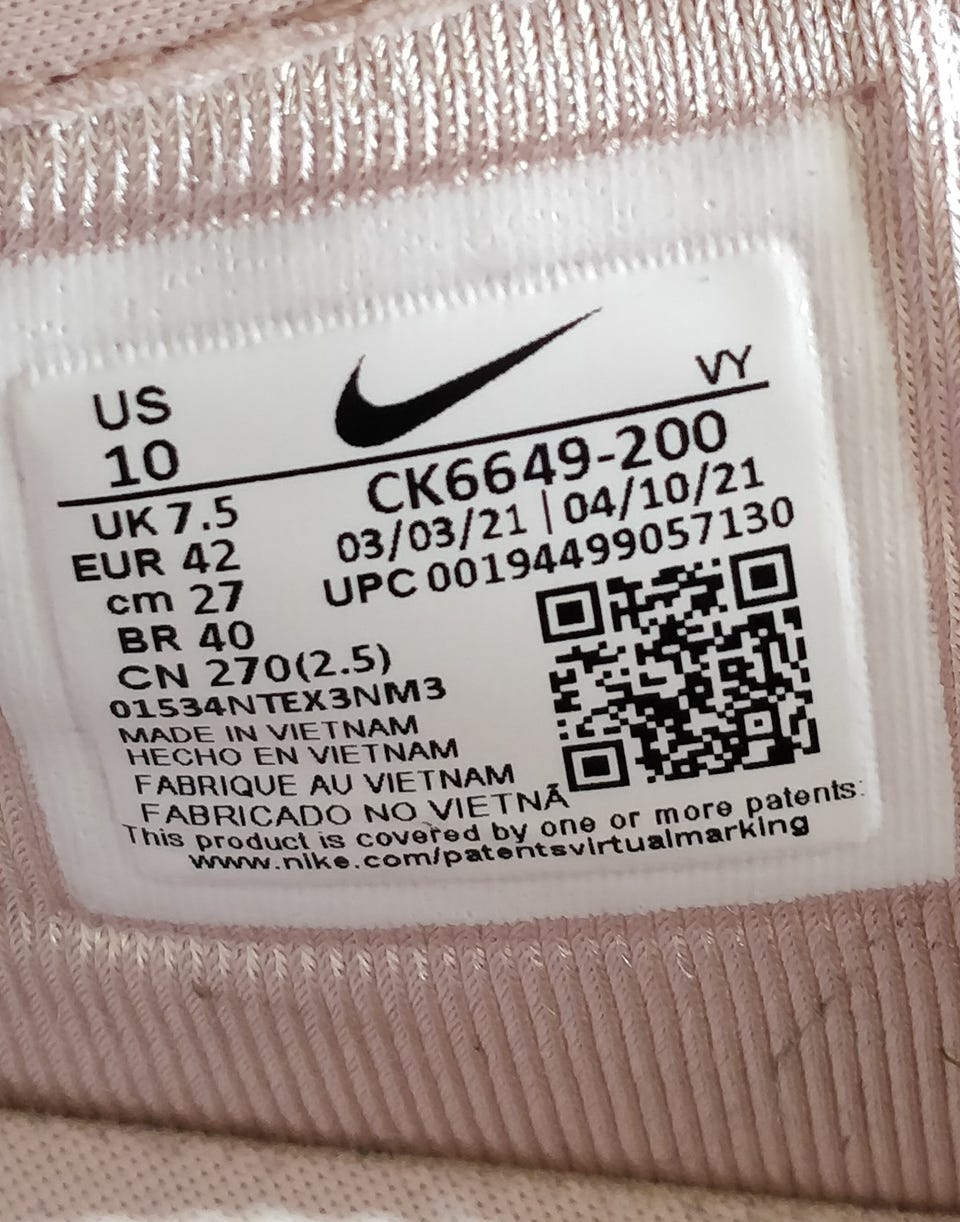 US
10
VY
UK 7.5
EUR 42
cm 27
BR 40
CN 270(2.5)
CK6649-200
03/03/21 | 04/10/21
UPC 00194499057130
01534NTEX3NM3
MADE IN VIETNAM
HECHO EN VIETNAM
FABRIQUE AU VIETNAM
FABRICADO NO VIETNÃ
This product is covered by one or more patents:
www.nike.com/patentsvirtualmarking